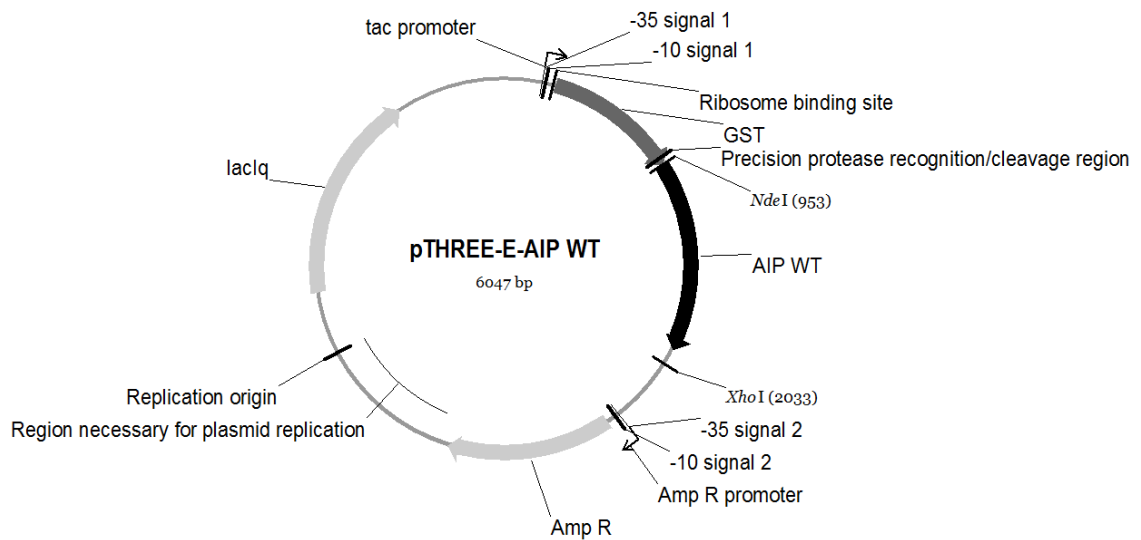 -35 signal 1
tac promoter
-10 signal 1
Ribosome binding site
GST
Precision protease recognition/cleavage region
NdeI (953)
lacIq
pTHREE-E-AIP WT
6047 bp
AIP WT
XhoI (2033)
Replication origin
Region necessary for plasmid replication
-35 signal 2
-10 signal 2
Amp R promoter
Amp R